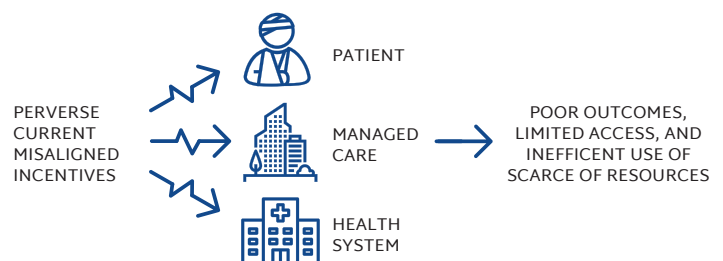 PERVERSE
CURRENT
MISALIGNED
INCENTIVES
PATIENT
MANAGED
CARE
HEALTH
SYSTEM
POOR OUTCOMES,
LIMITED ACCESS, AND
INEFFICENT USE OF
SCARCE OF RESOURCES